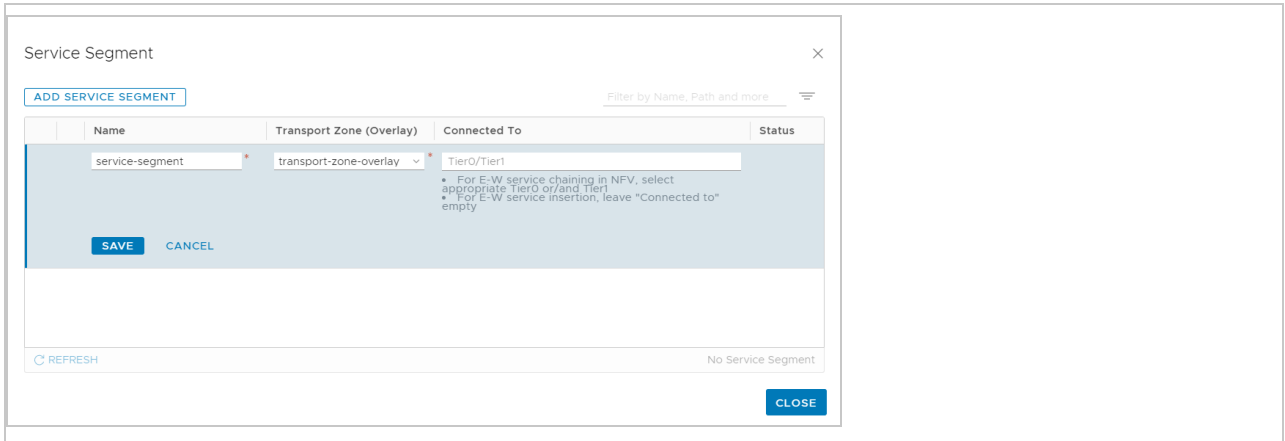 Service Segment
ADD SERVICE SEGMENT
Filter by Name, Path and more
Name Transport Zone (Overlay) Connected To Status
service-segment * transport-zone-overlay * Tier0/Tier1
• For E-W service chaining in NFV, select
appropriate Tier0 or/and Tier1
• For E-W service insertion, leave "Connected to"
empty
SAVE CANCEL
REFRESH No Service Segment
CLOSE